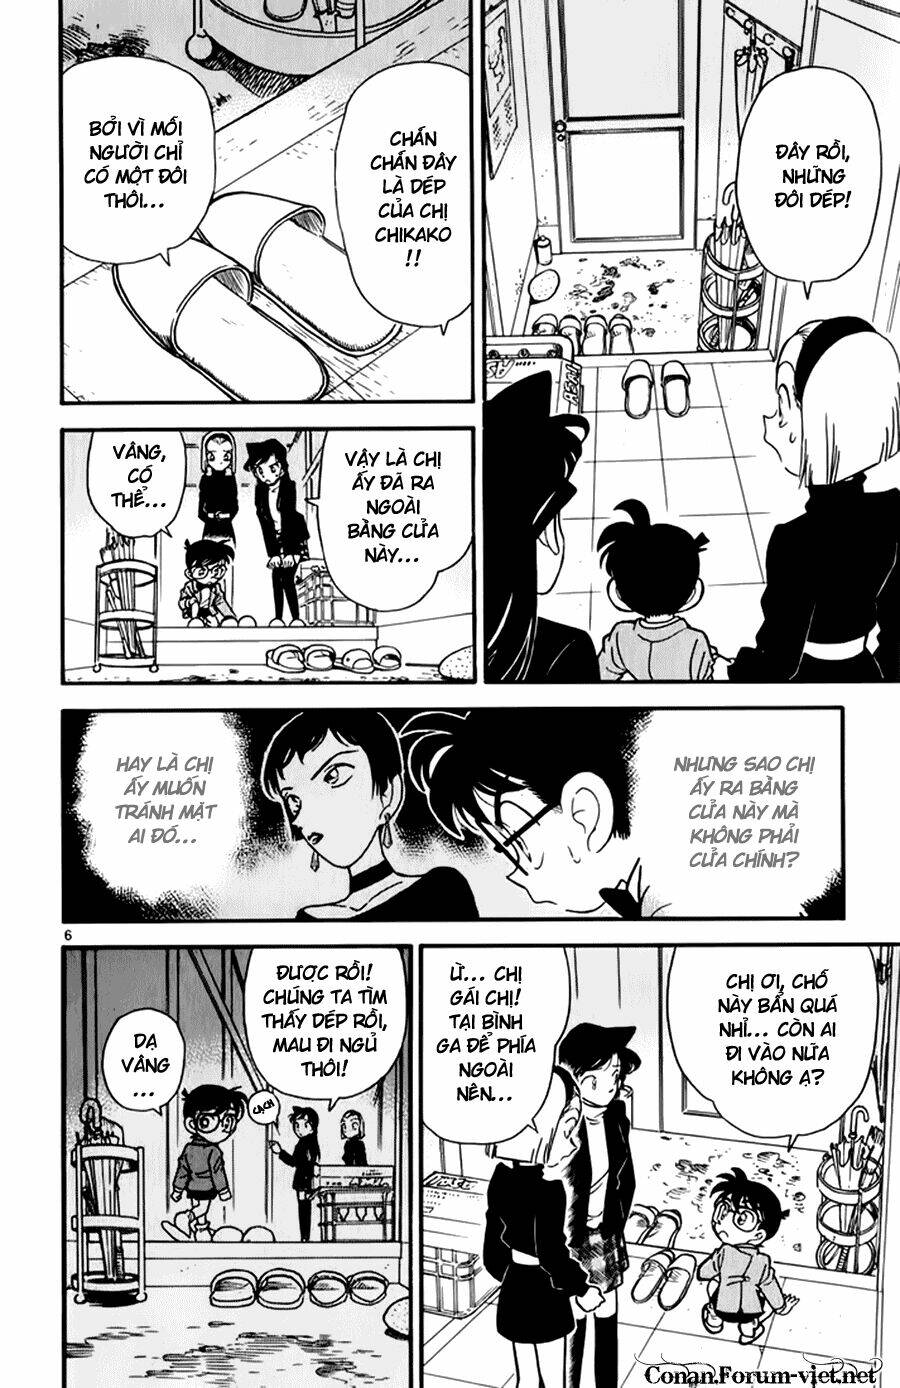 ĐÂY RỒI,
NHỮNG
ĐÔI DÉP!
CHẤN
CHẤN ĐÂY
LÀ DÉP
CỦA CHỊ
CHIKAKO
!!
BỞI VÌ MỖI
NGƯỜI CHỈ
CÓ MỘT ĐÔI
THÔI...
VẬY LÀ CHỊ
ẤY ĐÃ RA
NGOÀI
BẰNG CỬA
NÀY...
VÂNG,
CÓ
THỂ...
NHƯNG SAO CHỊ
ẤY RA BẰNG
CỬA NÀY MÀ
KHÔNG PHẢI
CỬA CHÍNH?
HAY LÀ CHỊ
ẤY MUỐN
TRÁNH MẶT
AI ĐÓ...
6
CHỊ ƠI, CHỐ
NÀY BẨN QUÁ
NHỈ... CÒN AI
ĐI VÀO NỮA
KHÔNG Ạ?
Ừ... CHỊ
GÁI CHỊ!
TẠI BÌNH
GA ĐỂ PHÍA
NGOÀI
NÊN...
ĐƯỢC RỒI!
CHÚNG TA TÌM
THẤY DÉP RỒI,
MAU ĐI NGỦ
THÔI!
CẠCH
DẠ
VÂNG
...
Conan.Forum-viet.net